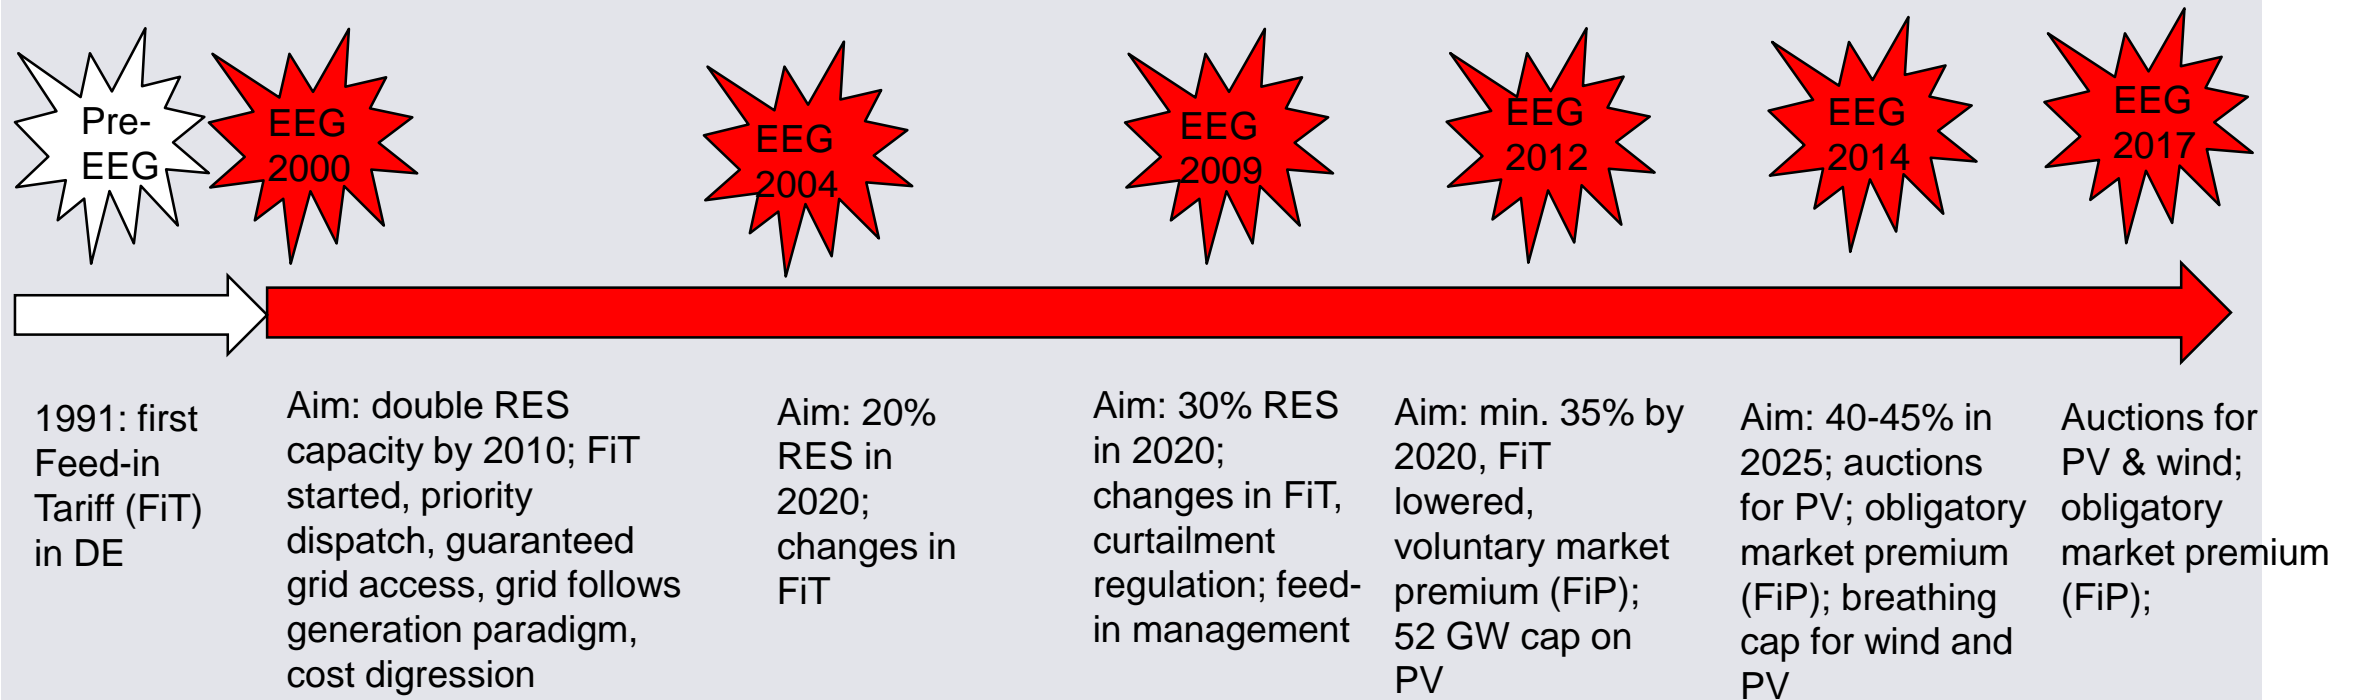 Pre-
EEG
EEG
2000
EEG
2004
EEG
2009
EEG
2012
EEG
2014
EEG
2017
1991: first
Feed-in
Tariff (FiT)
in DE
Aim: double RES
capacity by 2010; FiT
started, priority
dispatch, guaranteed
grid access, grid follows
generation paradigm,
cost digression
Aim: 20%
RES in
2020;
changes in
FiT
Aim: 30% RES
in 2020;
changes in FiT,
curtailment
regulation; feed-
in management
Aim: min. 35% by
2020, FiT
lowered,
voluntary market
premium (FiP);
52 GW cap on
PV
Aim: 40-45% in
2025; auctions
for PV; obligatory
market premium
(FiP); breathing
cap for wind and
PV
Auctions for
PV & wind;
obligatory
market premium
(FiP);